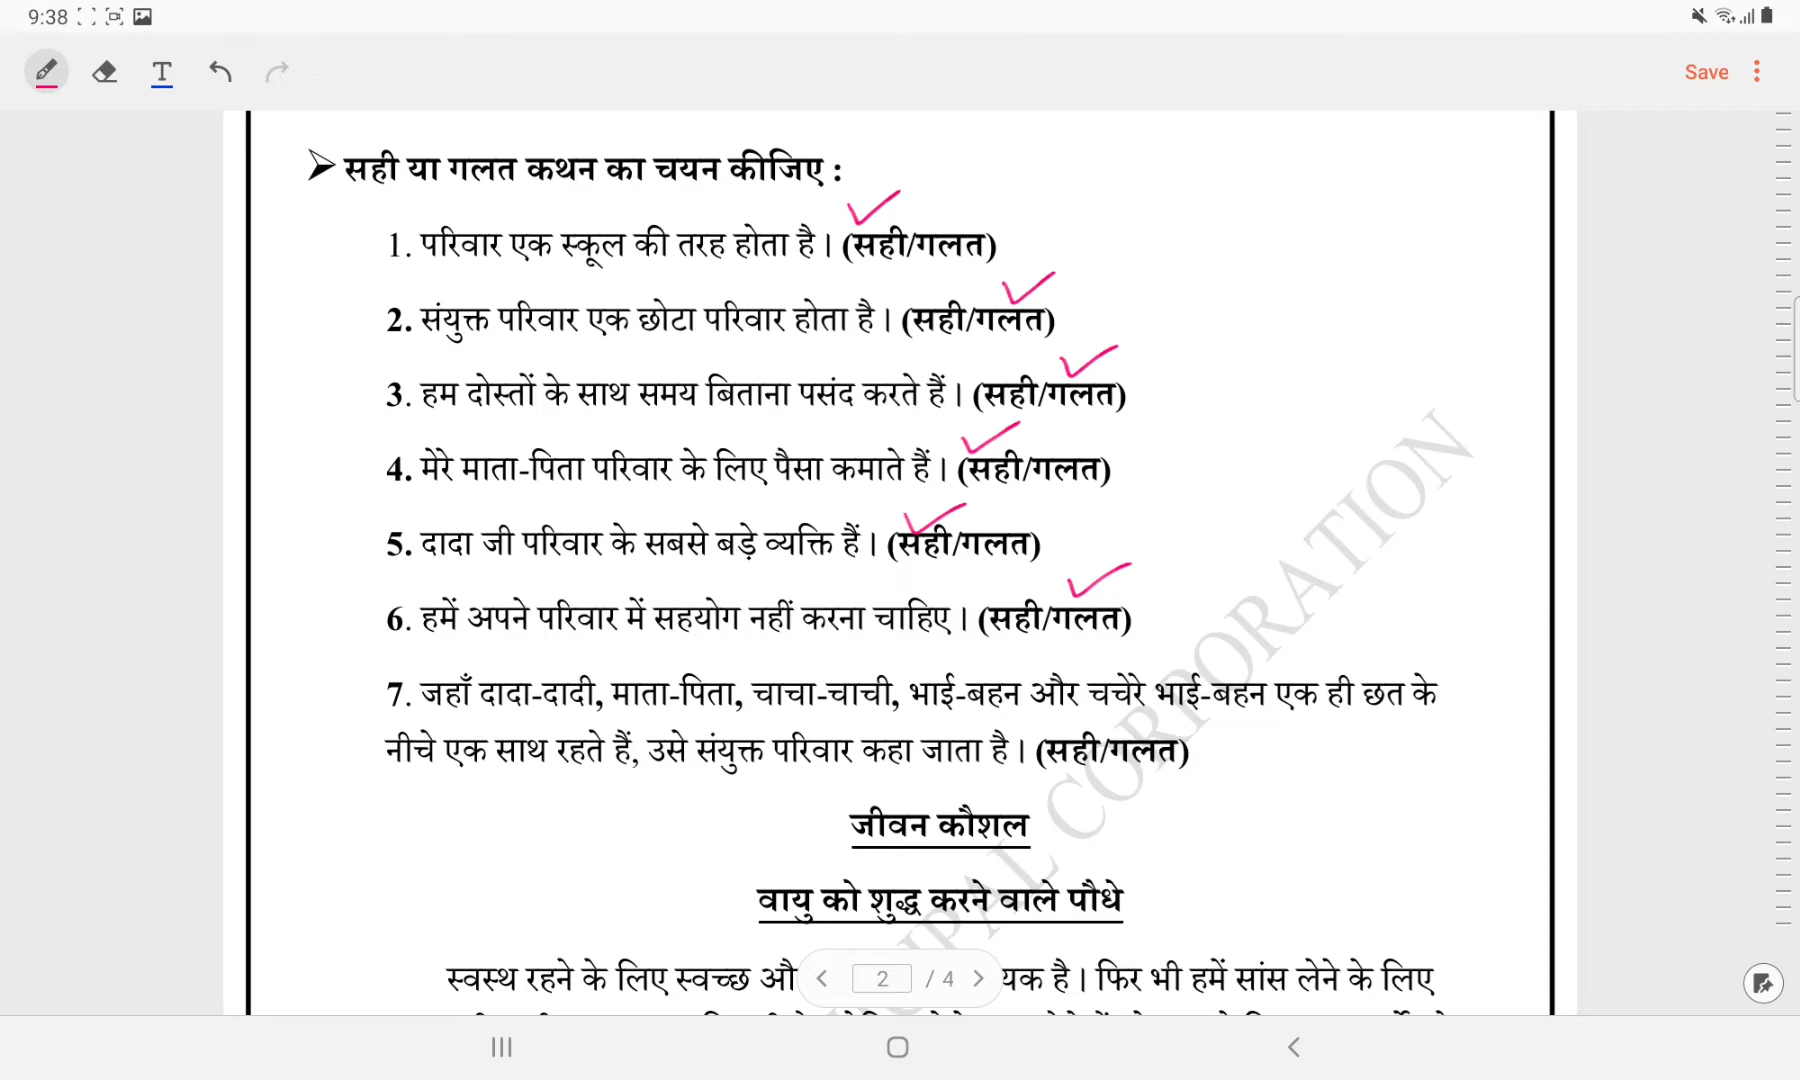 9:38
T
Save
➢ सही या गलत कथन का चयन कीजिए :
1. परिवार एक स्कूल की तरह होता है। (सही/गलत)
2. संयुक्त परिवार एक छोटा परिवार होता है। (सही/गलत)
3. हम दोस्तों के साथ समय बिताना पसंद करते हैं। (सही/गलत)
4. मेरे माता-पिता परिवार के लिए पैसा कमाते हैं। (सही/गलत)
5. दादा जी परिवार के सबसे बड़े व्यक्ति हैं। (सही/गलत)
6. हमें अपने परिवार में सहयोग नहीं करना चाहिए। (सही/गलत)
7. जहाँ दादा-दादी, माता-पिता, चाचा-चाची, भाई-बहन और चचेरे भाई-बहन एक ही छत के
नीचे एक साथ रहते हैं, उसे संयुक्त परिवार कहा जाता है। (सही/गलत)
जीवन कौशल
वायु को शुद्ध करने वाले पौधे
स्वस्थ रहने के लिए स्वच्छ है। फिर भी हमें सांस लेने के लिए
2 / 4
CORPORATION